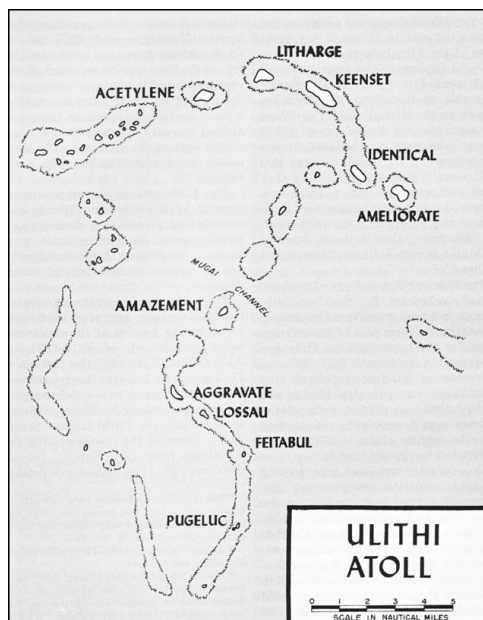 LITHARGE
KEENSET
ACETYLENE
IDENTICAL
AMELIORATE
MUGAI CHANNEL
AMAZEMENT
AGGRAVATE
LOSSAU
FEITABUL
PUGELUC
ULITHI
ATOLL
0 1 2 3 4 5
SCALE IN NAUTICAL MILES